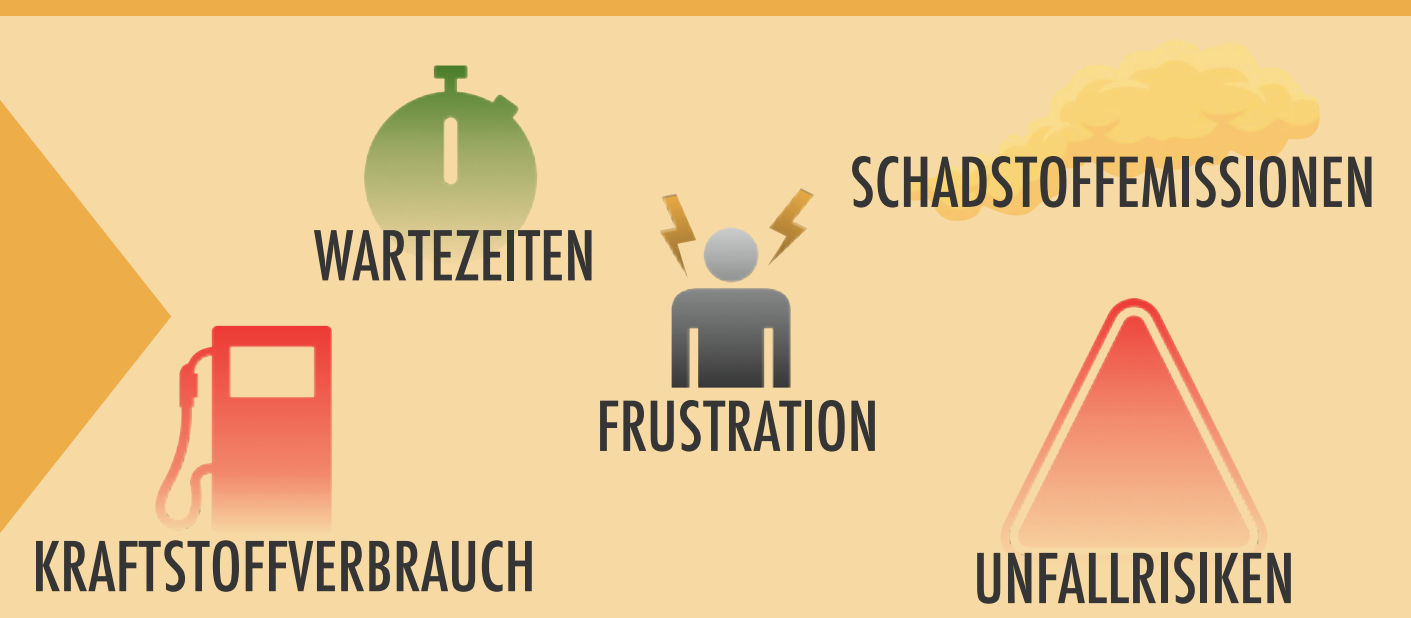 SCHADSTOFFEMISSIONEN
WARTEZEITEN
FRUSTRATION
KRAFTSTOFFVERBRAUCH
UNFALLRISIKEN